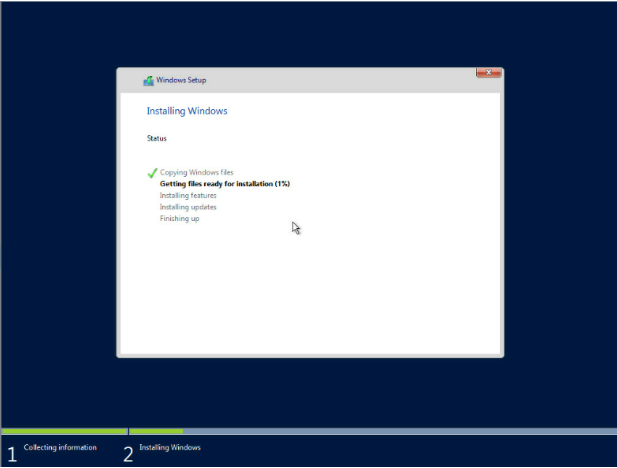 Windows Setup
Installing Windows
Status
Copying Windows files
Getting files ready for installation (1%)
Installing features
Installing updates
Finishing up
1 Collecting information
2 Installing Windows